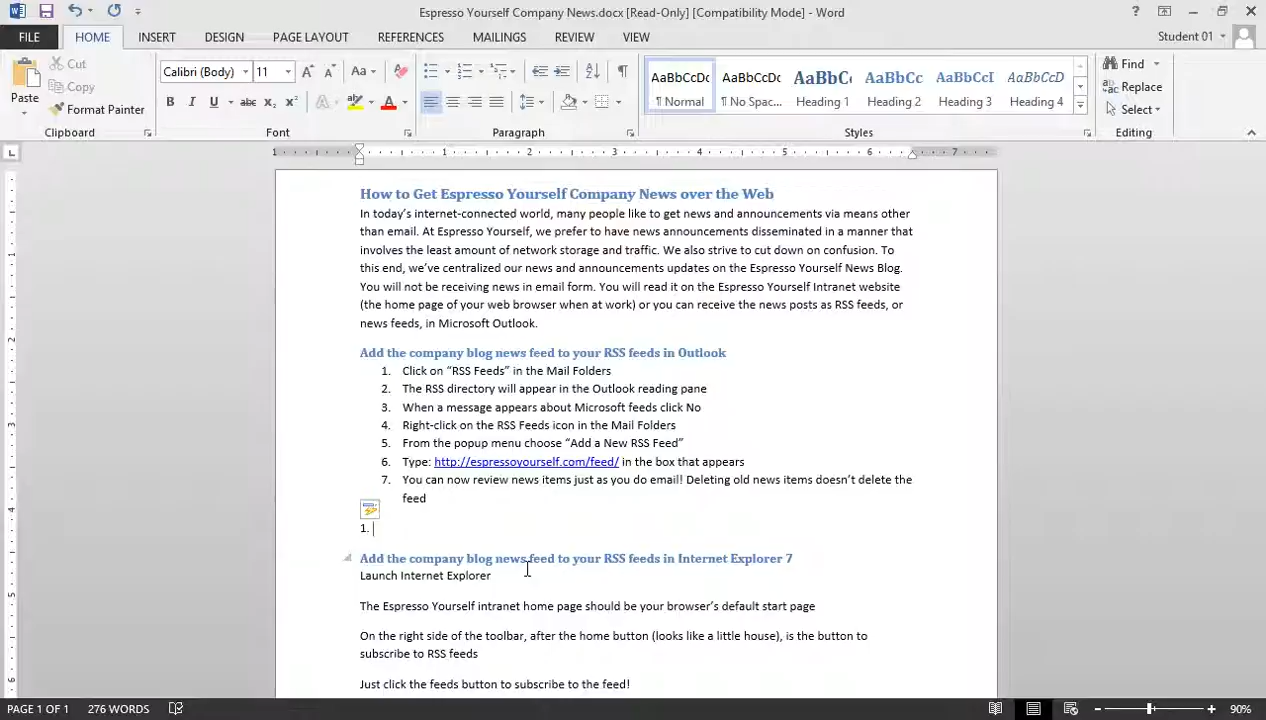 Espresso Yourself Company News.docx [Read-Only] [Compatibility Mode] - Word
FILE HOME INSERT DESIGN PAGE LAYOUT REFERENCES MAILINGS REVIEW VIEW Student 01
Paste
Cut
Copy
Format Painter
Clipboard
Calibri (Body) 11
Font
Paragraph
AaBbCcDc AaBbCcDc AaBbC AaBbCc AaBbCcI AaBbCcD
¶ Normal ¶ No Spac... Heading 1 Heading 2 Heading 3 Heading 4
Styles
Find
Replace
Select
Editing
1 1 2 3 4 5 6 7
How to Get Espresso Yourself Company News over the Web
In today's internet-connected world, many people like to get news and announcements via means other
than email. At Espresso Yourself, we prefer to have news announcements disseminated in a manner that
involves the least amount of network storage and traffic. We also strive to cut down on confusion. To
this end, we've centralized our news and announcements updates on the Espresso Yourself News Blog.
You will not be receiving news in email form. You will read it on the Espresso Yourself Intranet website
(the home page of your web browser when at work) or you can receive the news posts as RSS feeds, or
news feeds, in Microsoft Outlook.
Add the company blog news feed to your RSS feeds in Outlook
1. Click on "RSS Feeds" in the Mail Folders
2. The RSS directory will appear in the Outlook reading pane
3. When a message appears about Microsoft feeds click No
4. Right-click on the RSS Feeds icon in the Mail Folders
5. From the popup menu choose "Add a New RSS Feed"
6. Type: http://espressoyourself.com/feed/ in the box that appears
7. You can now review news items just as you do email! Deleting old news items doesn't delete the
feed
1.
Add the company blog news feed to your RSS feeds in Internet Explorer 7
Launch Internet Explorer
The Espresso Yourself intranet home page should be your browser's default start page
On the right side of the toolbar, after the home button (looks like a little house), is the button to
subscribe to RSS feeds
Just click the feeds button to subscribe to the feed!
PAGE 1 OF 1 276 WORDS 90%